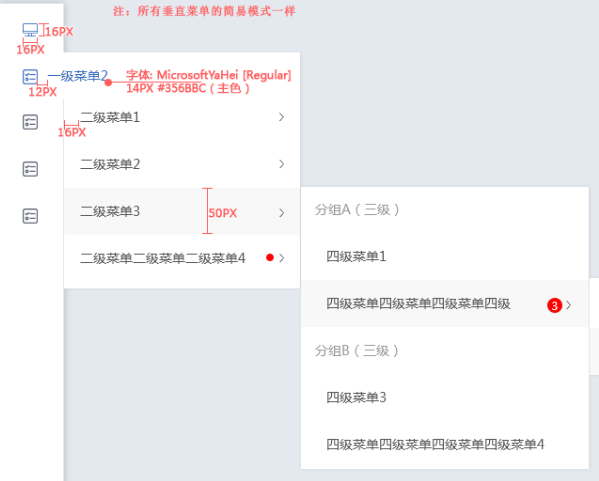 注：所有垂直菜单的简易模式一样
16PX
16PX
一级菜单2
字体: MicrosoftYaHei [Regular]
14PX #356BBC（主色）
12PX
二级菜单1
16PX
二级菜单2
二级菜单3
50PX
二级菜单二级菜单二级菜单4
分组A（三级）
四级菜单1
四级菜单四级菜单四级菜单四级
3
分组B（三级）
四级菜单3
四级菜单四级菜单四级菜单四级菜单4